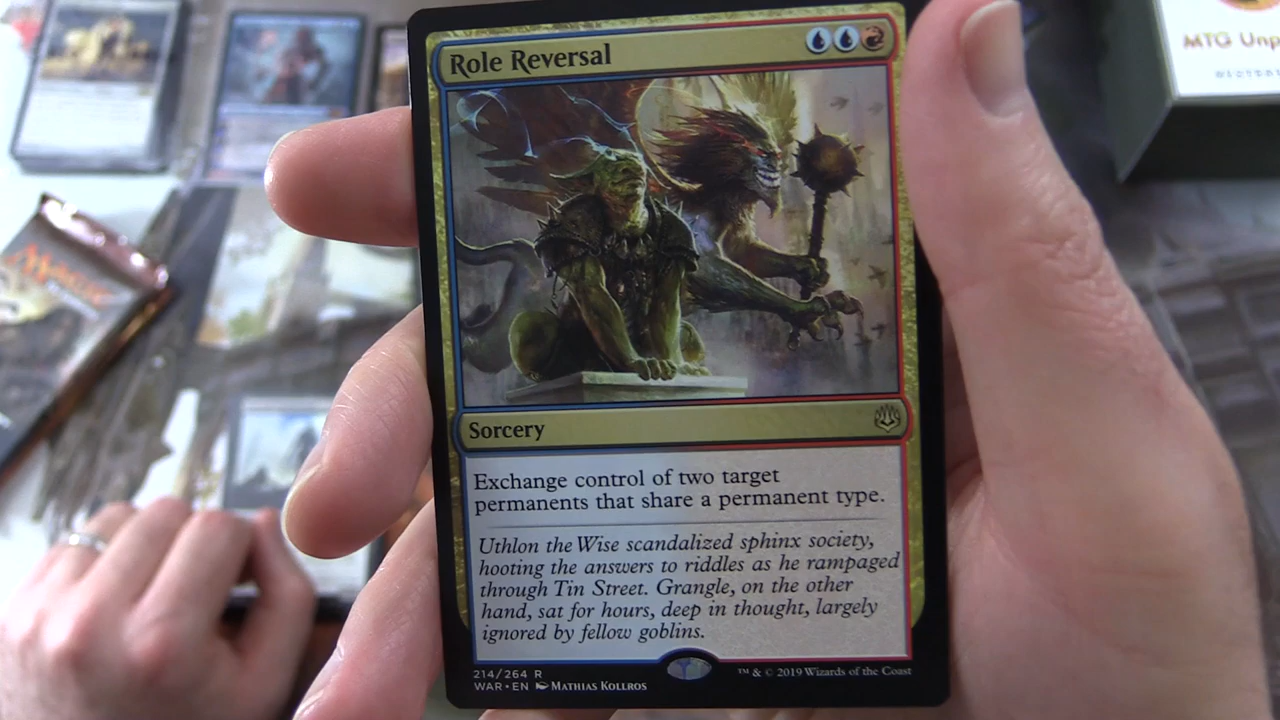 Role Reversal
Sorcery
Exchange control of two target
permanents that share a permanent type.
Uthlon the Wise scandalized sphinx society,
hooting the answers to riddles as he rampaged
through Tin Street. Grangle, on the other
hand, sat for hours, deep in thought, largely
ignored by fellow goblins.
214/264 R
WAR • EN Mathias Kollros
™ & © 2019 Wizards of the Coast
MTG
Magic